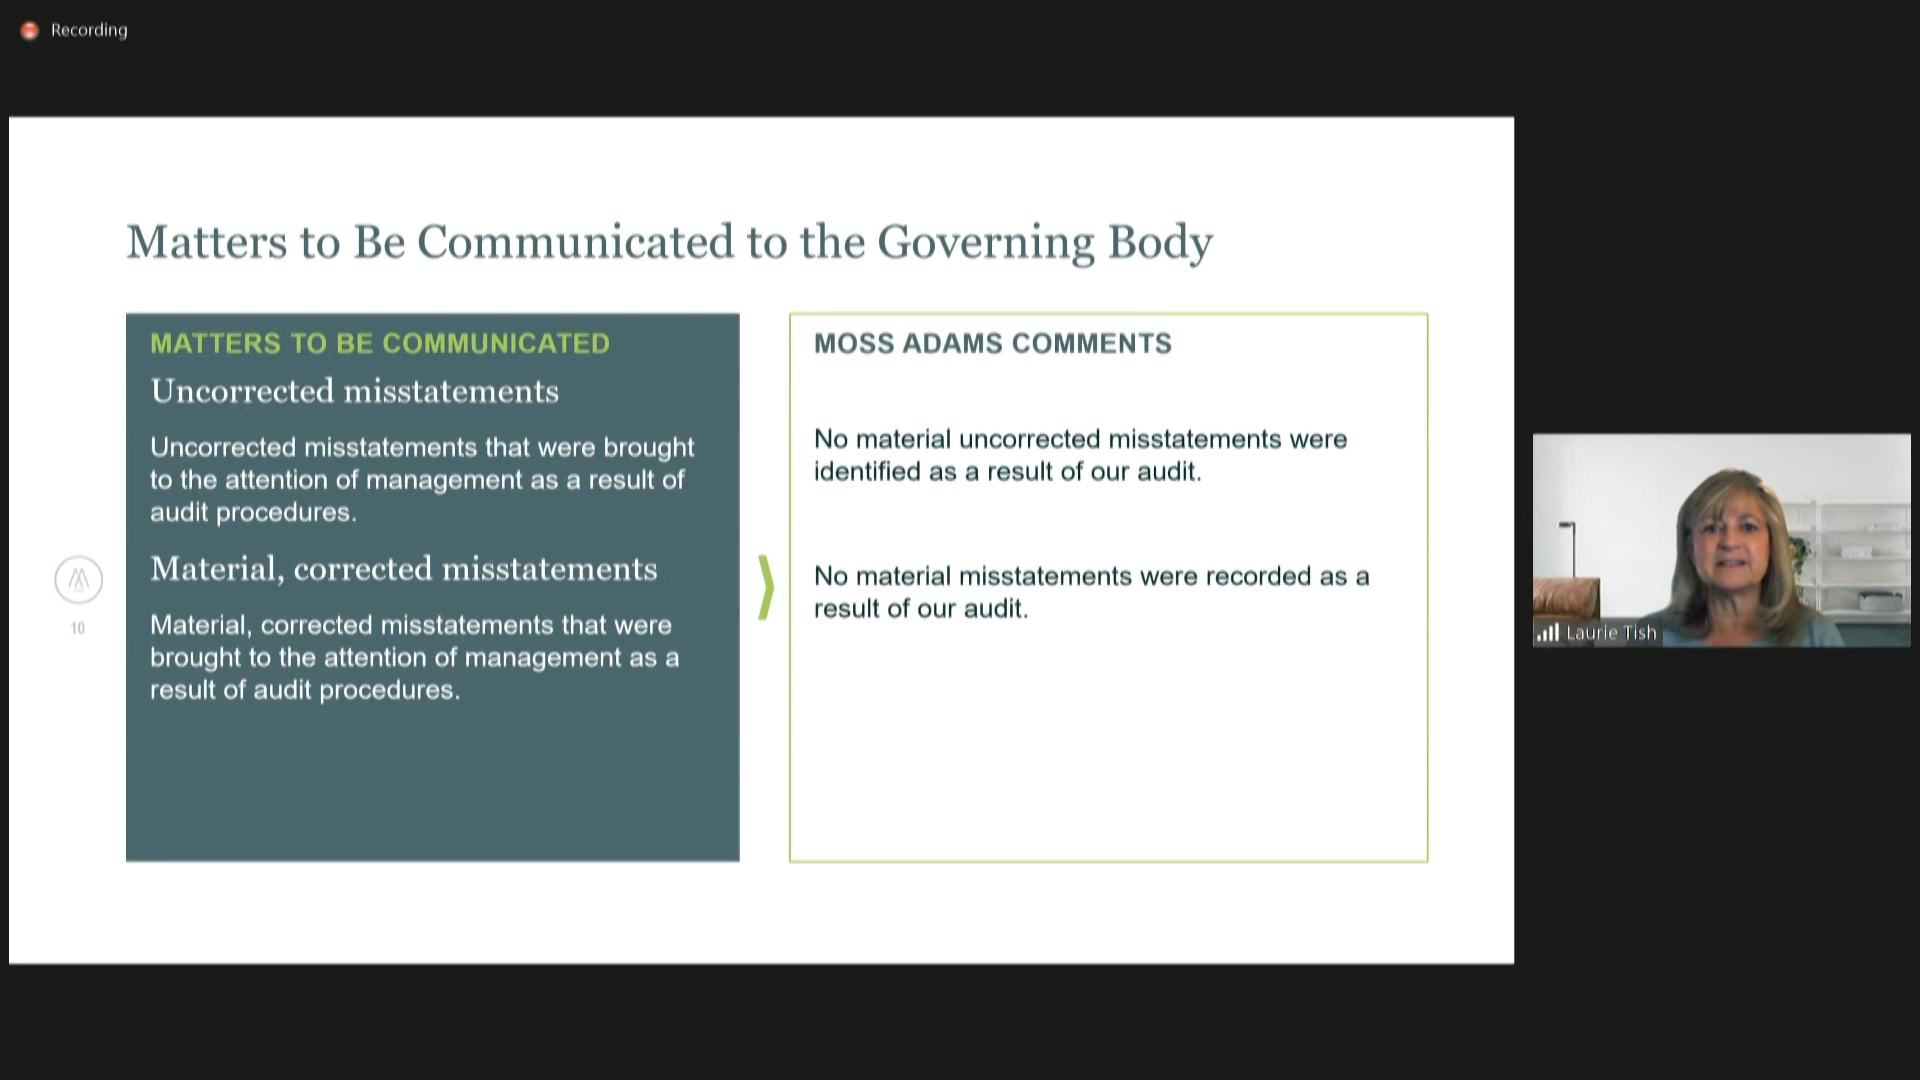 Recording
Matters to Be Communicated to the Governing Body
MATTERS TO BE COMMUNICATED
Uncorrected misstatements
Uncorrected misstatements that were brought
to the attention of management as a result of
audit procedures.
Material, corrected misstatements
Material, corrected misstatements that were
brought to the attention of management as a
result of audit procedures.
MOSS ADAMS COMMENTS
No material uncorrected misstatements were
identified as a result of our audit.
No material misstatements were recorded as a
result of our audit.
10
Laurie Tish